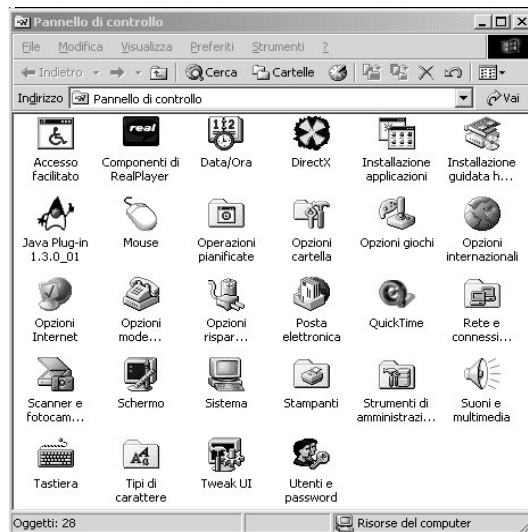 Pannello di controllo
File Modifica Visualizza Preferiti Strumenti ?
Indietro Cerca Cartelle
Indirizzo Pannello di controllo Vai
real 1 2
Accesso facilitato
Componenti di RealPlayer
Data/Ora
DirectX
Installazione applicazioni
Installazione guidata h...
Java Plug-in 1.3.0_01
Mouse
Operazioni pianificate
Opzioni cartella
Opzioni giochi
Opzioni internazionali
Opzioni Internet
Opzioni mode...
Opzioni rispar...
Posta elettronica
QuickTime
Rete e connessi...
Scanner e fotocam...
Schermo
Sistema
Stampanti
Strumenti di amministrazi...
Suoni e multimedia
Tastiera
Tipi di carattere
Tweak UI
Utenti e password
Oggetti: 28 Risorse del computer